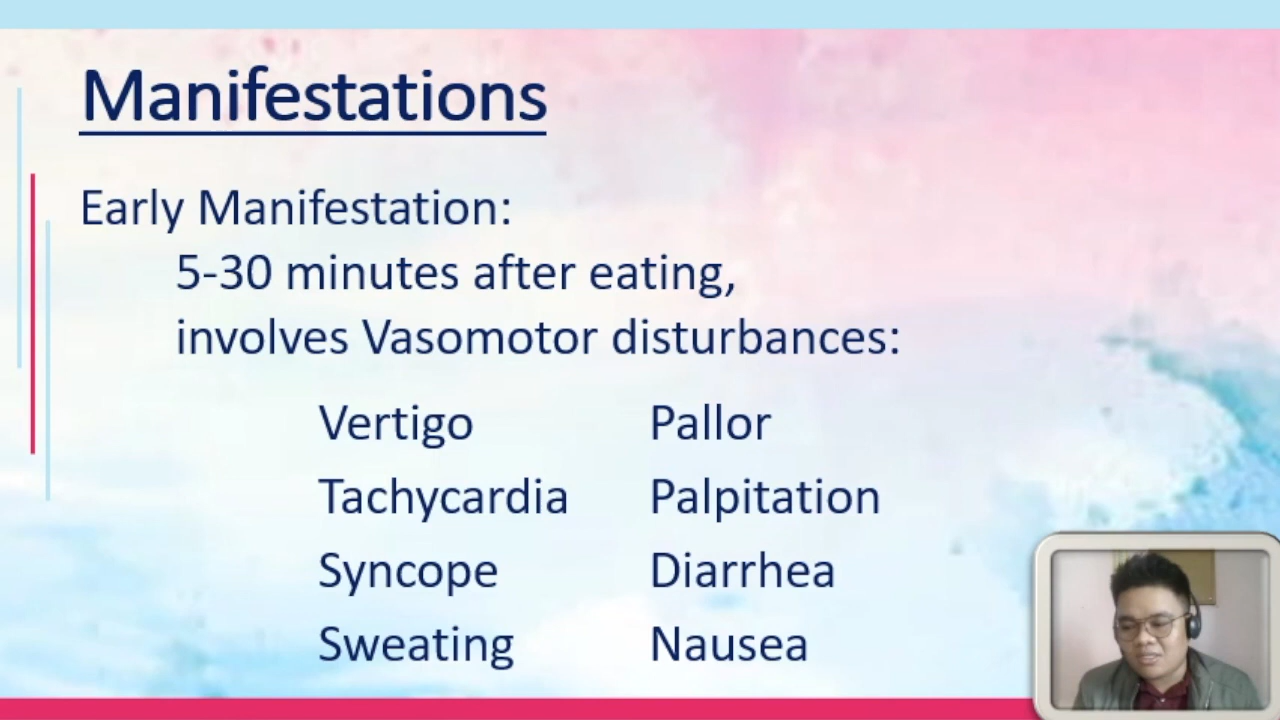 Manifestations
Early Manifestation:
5-30 minutes after eating,
involves Vasomotor disturbances:
Vertigo Pallor
Tachycardia Palpitation
Syncope Diarrhea
Sweating Nausea